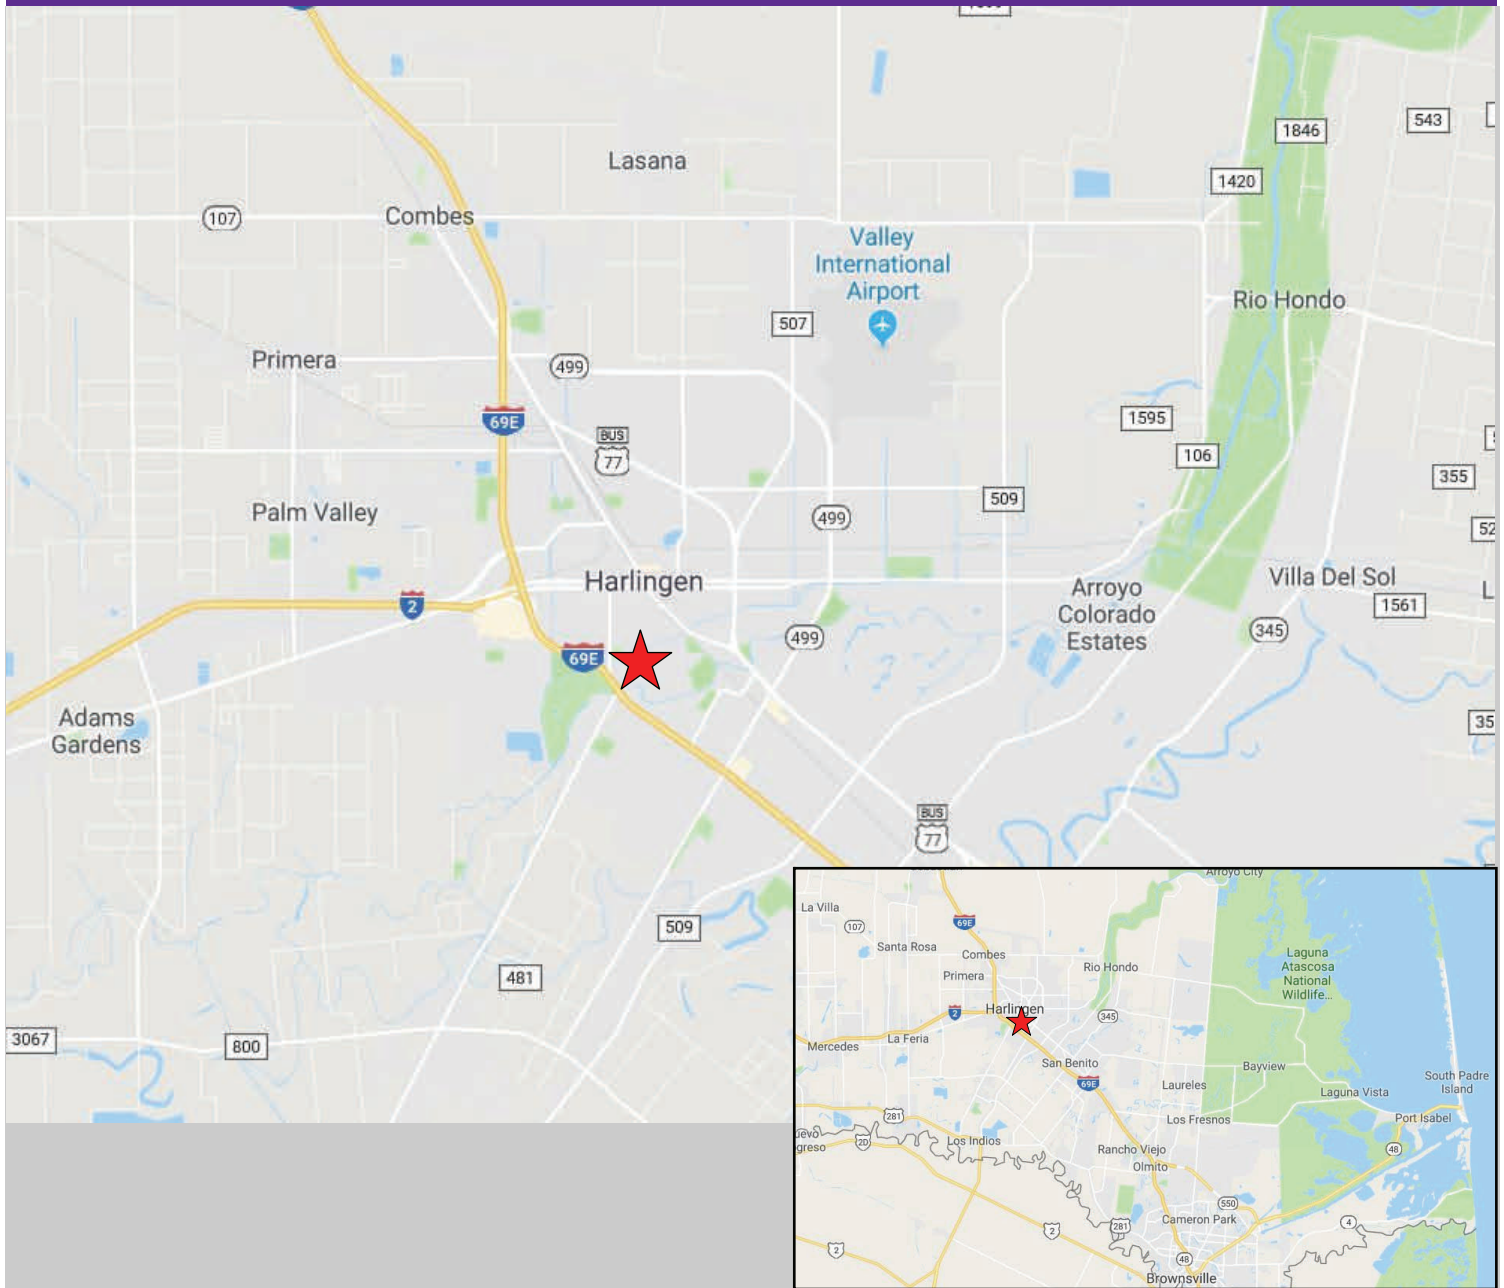 1846
543
Lasana
1420
107
Combes
Valley
International
Airport
Rio Hondo
507
Primera
499
69E
1595
BUS
77
106
355
509
Palm Valley
499
Harlingen
Arroyo
Colorado
Estates
Villa Del Sol
2
1561
499
345
69E
Adams
Gardens
BUS
77
509
481
3067
800
Arroyo City
La Villa
107
69E
Santa Rosa
Combes
Laguna
Atascosa
National
Wildlife...
Primera
Rio Hondo
Harlingen
2
345
La Feria
Mercedes
San Benito
Bayview
69E
Laureles
South Padre
Island
Laguna Vista
281
Los Fresnos
Port Isabel
2D
Los Indios
Rancho Viejo
48
Olmito
550
281
Cameron Park
4
2
2
48
Brownsville